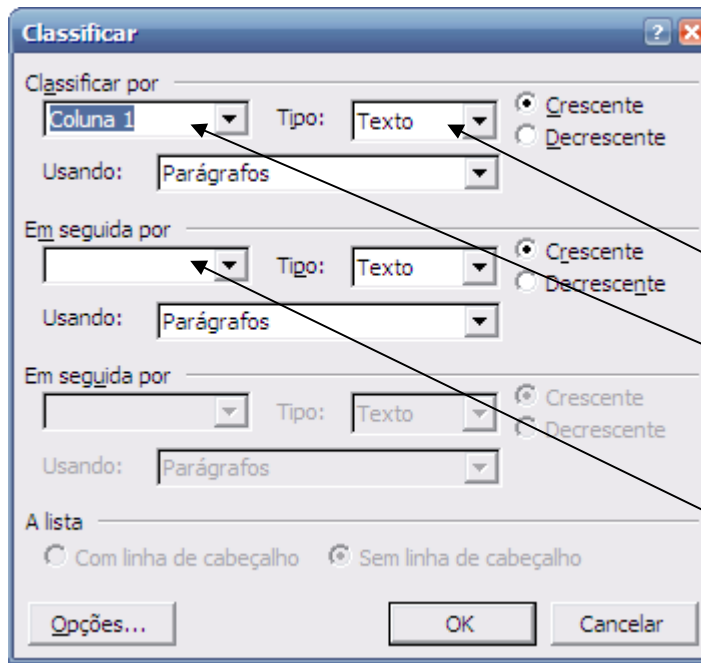 Classificar
Classificar por
Coluna 1 Tipo: Texto Crescente
Decrescente
Usando: Parágrafos
Em seguida por
Tipo: Texto Crescente
Decrescente
Usando: Parágrafos
Em seguida por
Tipo: Texto Crescente
Decrescente
Usando: Parágrafos
A lista
Com linha de cabeçalho Sem linha de cabeçalho
Opções... OK Cancelar